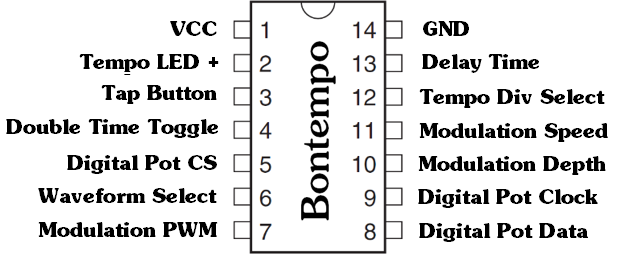 VCC 1 14 GND
Tempo LED + 2 13 Delay Time
Tap Button 3 12 Tempo Div Select
Double Time Toggle 4 11 Modulation Speed
Digital Pot CS 5 10 Modulation Depth
Waveform Select 6 9 Digital Pot Clock
Modulation PWM 7 8 Digital Pot Data
Bontempo